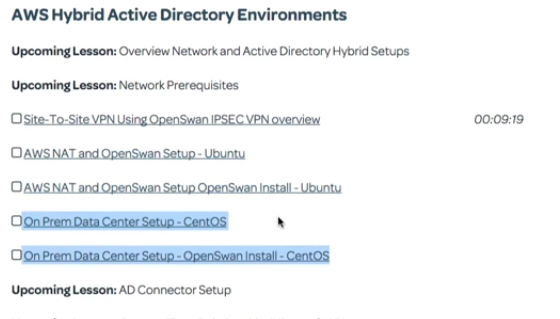 AWS Hybrid Active Directory Environments
Upcoming Lesson: Overview Network and Active Directory Hybrid Setups
Upcoming Lesson: Network Prerequisites
Site-To-Site VPN Using OpenSwan IPSEC VPN overview 00:09:19
AWS NAT and OpenSwan Setup - Ubuntu
AWS NAT and OpenSwan Setup OpenSwan Install - Ubuntu
On Prem Data Center Setup - CentOS
On Prem Data Center Setup - OpenSwan Install - CentOS
Upcoming Lesson: AD Connector Setup